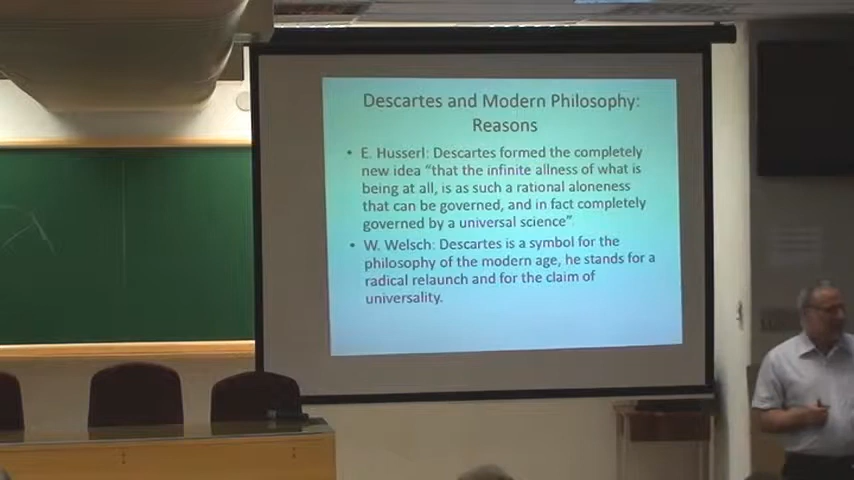 Descartes and Modern Philosophy:
Reasons
• E. Husserl: Descartes formed the completely
new idea “that the infinite allness of what is
being at all, is as such a rational aloneness
that can be governed, and in fact completely
governed by a universal science”
• W. Welsch: Descartes is a symbol for the
philosophy of the modern age, he stands for a
radical relaunch and for the claim of
universality.